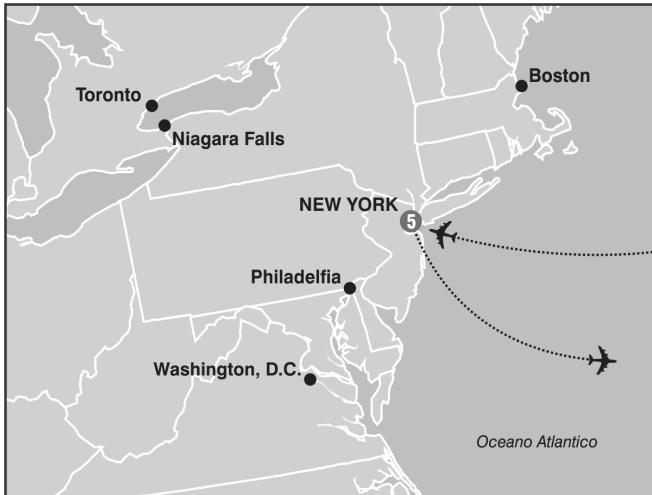 Boston
Toronto
Niagara Falls
NEW YORK
5
Philadelfia
Washington, D.C.
Oceano Atlantico